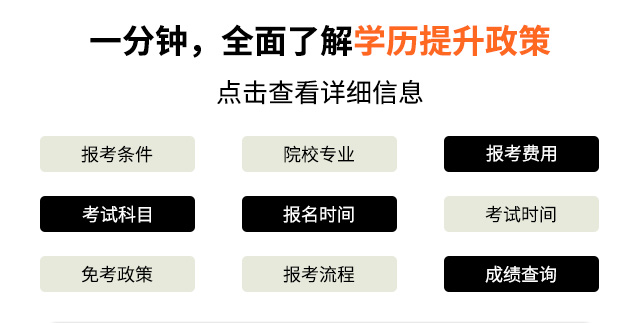 一分钟，全面了解学历提升政策
点击查看详细信息
报考条件 院校专业 报考费用
考试科目 报名时间 考试时间
免考政策 报考流程 成绩查询